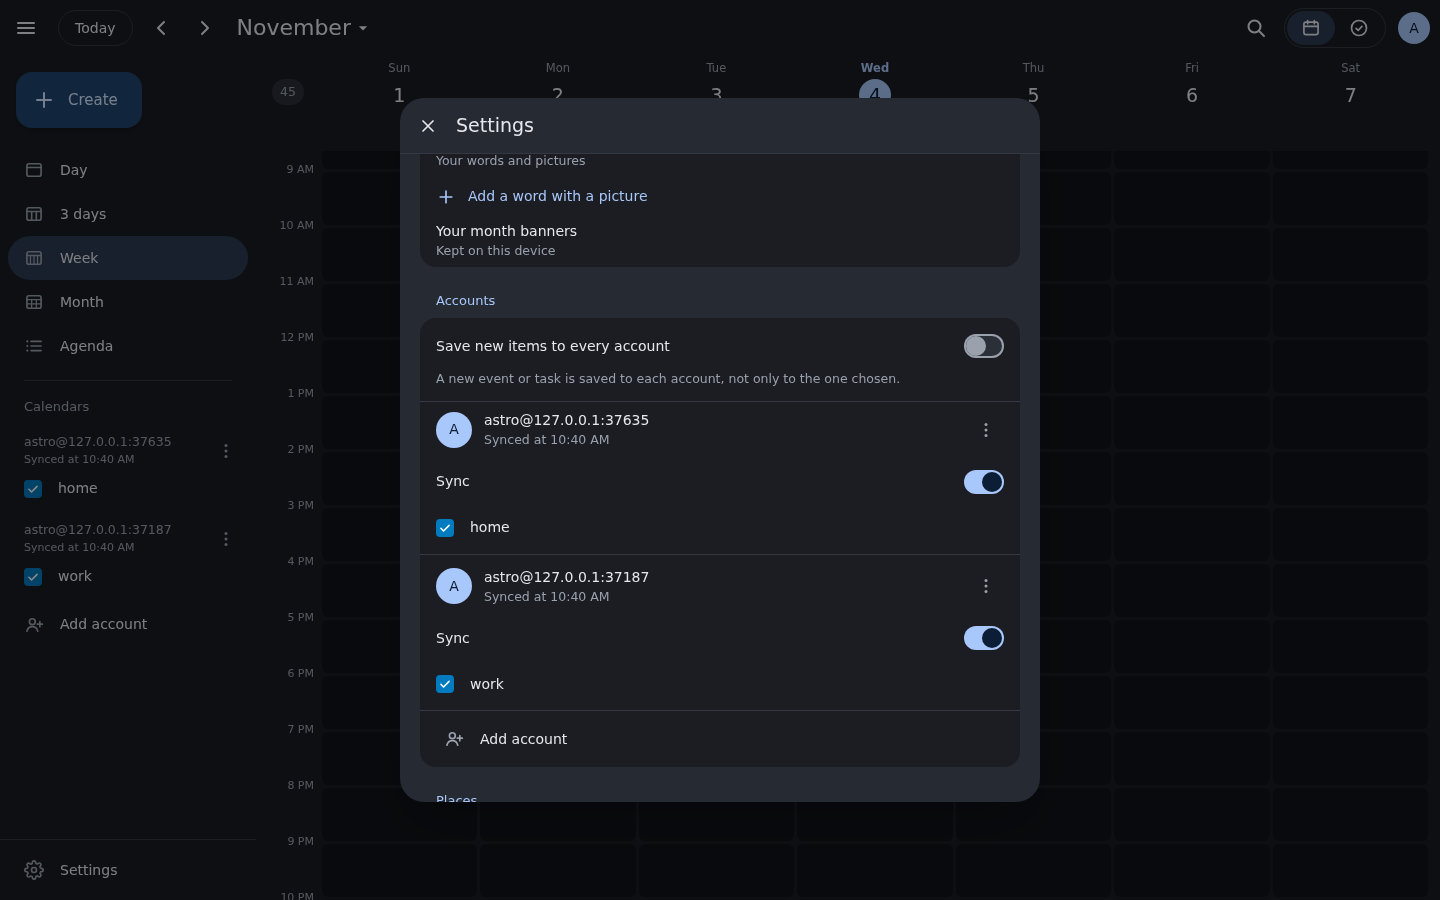 Today
November
A
Create
Day
3 days
Week
Month
Agenda
Calendars
astro@127.0.0.1:37635
Synced at 10:40 AM
home
astro@127.0.0.1:37187
Synced at 10:40 AM
work
Add account
Settings
45
Sun
1
Mon
2
Tue
3
Wed
4
Thu
5
Fri
6
Sat
7
9 AM
10 AM
11 AM
12 PM
1 PM
2 PM
3 PM
4 PM
5 PM
6 PM
7 PM
8 PM
9 PM
10 PM
Settings
Your words and pictures
Add a word with a picture
Your month banners
Kept on this device
Accounts
Save new items to every account
A new event or task is saved to each account, not only to the one chosen.
A
astro@127.0.0.1:37635
Synced at 10:40 AM
Sync
home
A
astro@127.0.0.1:37187
Synced at 10:40 AM
Sync
work
Add account
Places